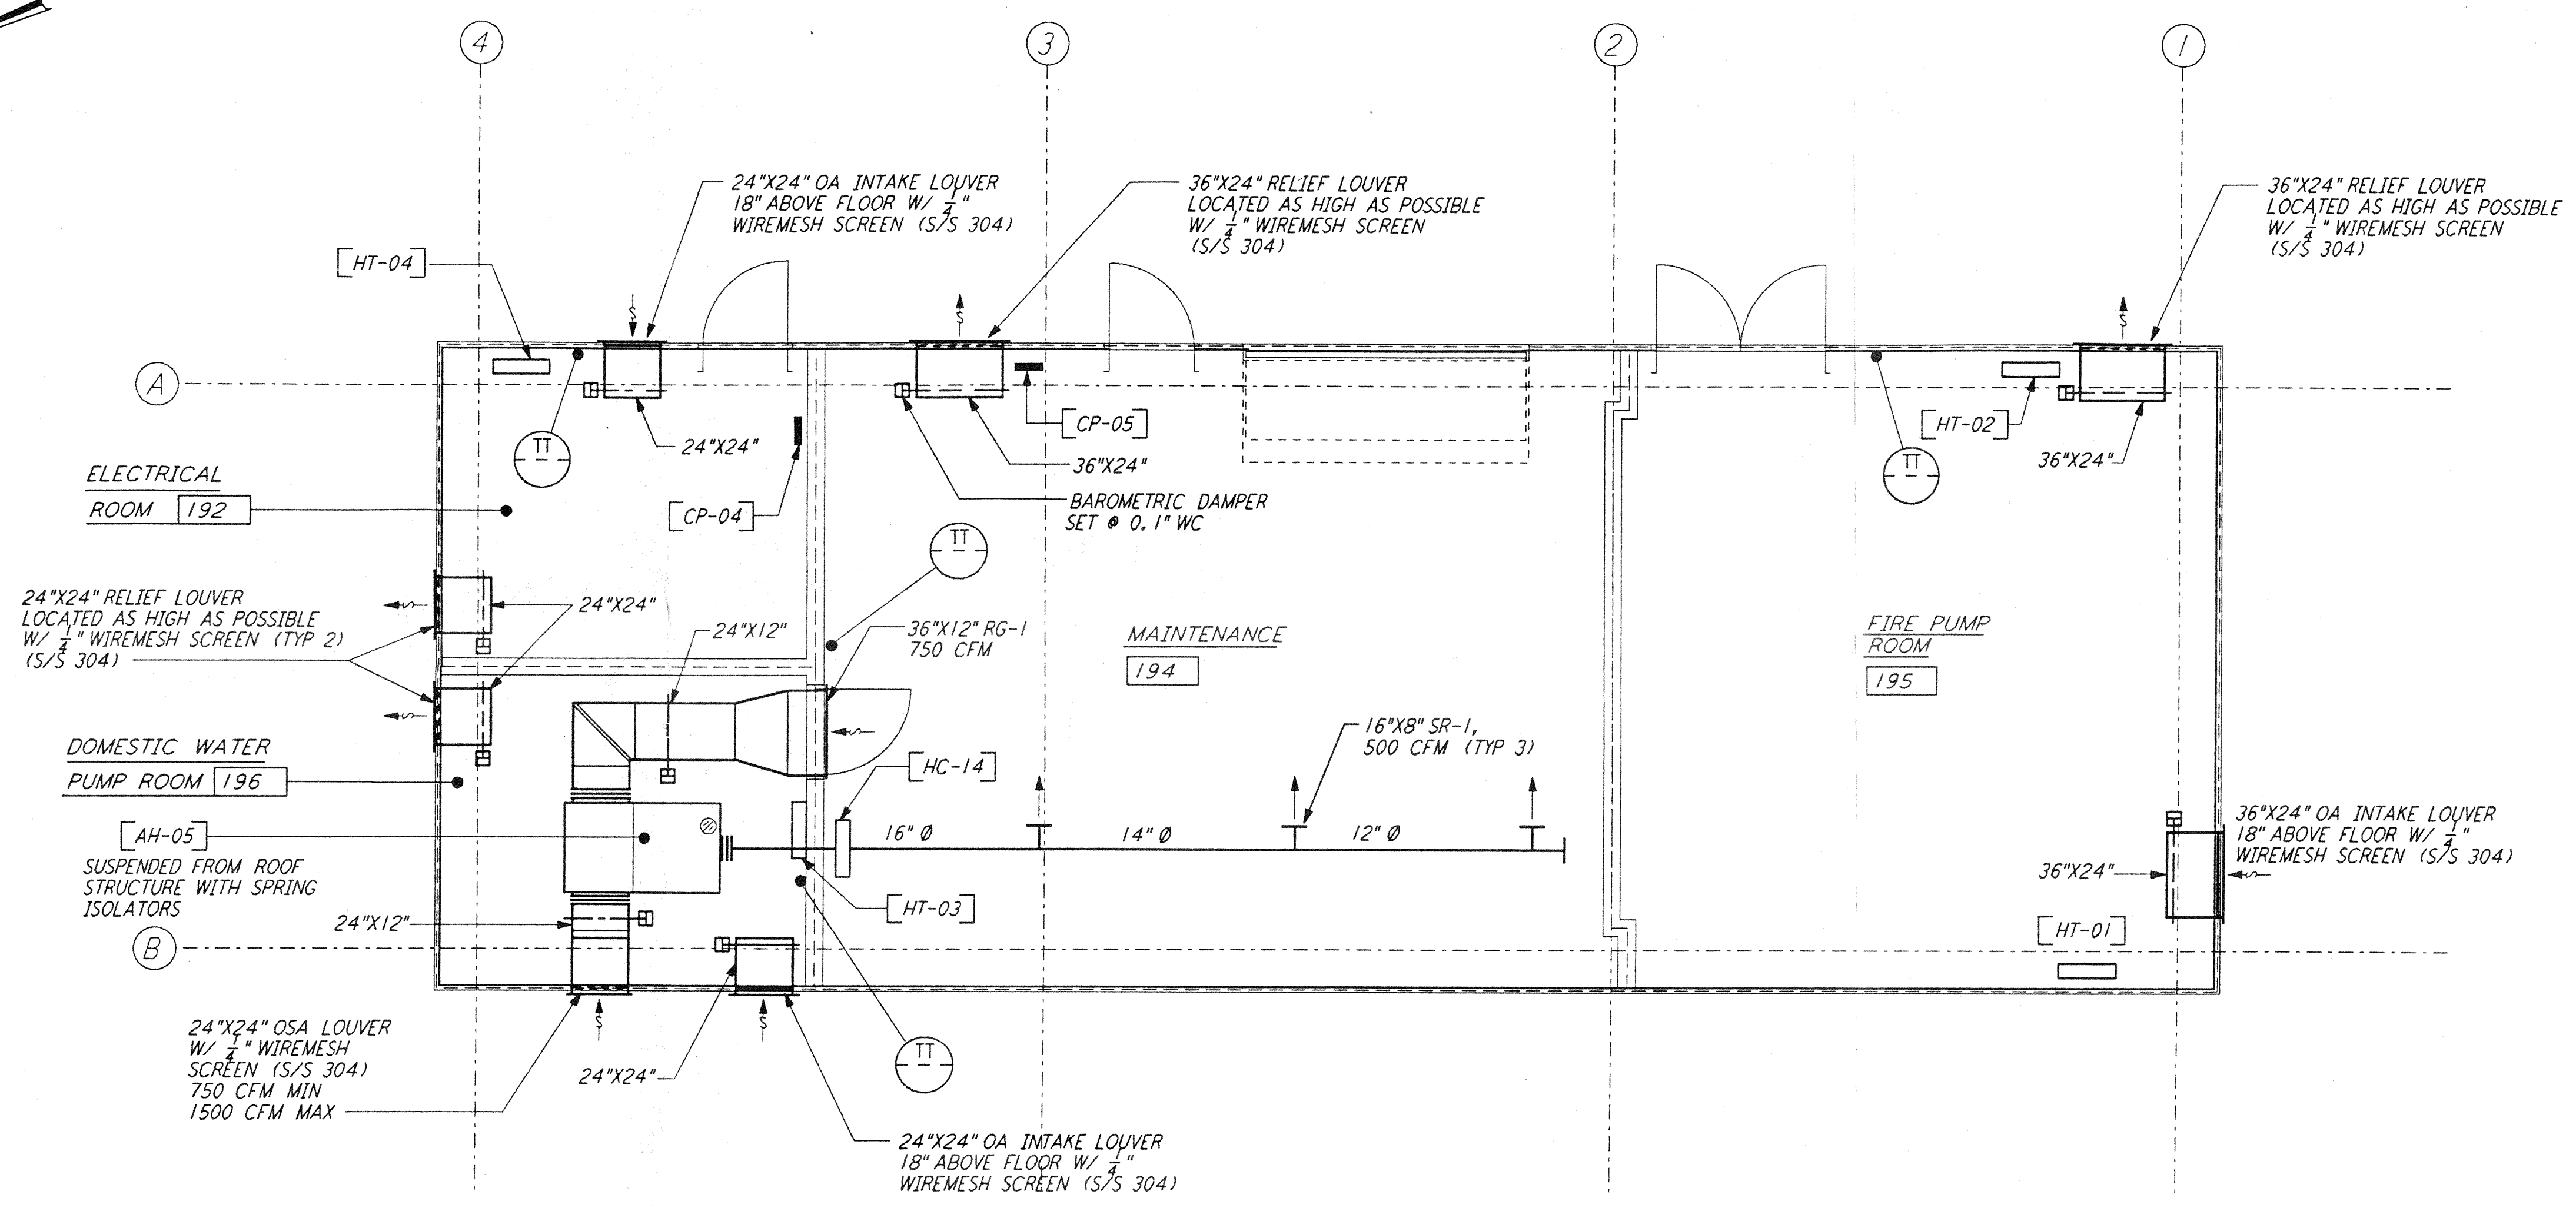 4
3
2
1
24"X24" OA INTAKE LOUVER
18" ABOVE FLOOR W/ 1/4"
WIREMESH SCREEN (S/S 304)
36"X24" RELIEF LOUVER
LOCATED AS HIGH AS POSSIBLE
W/ 1/4" WIREMESH SCREEN
(S/S 304)
36"X24" RELIEF LOUVER
LOCATED AS HIGH AS POSSIBLE
W/ 1/4" WIREMESH SCREEN
(S/S 304)
[HT-04]
S
S
S
A
24"X24"
[CP-05]
36"X24"
[HT-02]
36"X24"
TT
TT
ELECTRICAL
ROOM 192
[CP-04]
BAROMETRIC DAMPER
SET @ 0.1" WC
TT
24"X24" RELIEF LOUVER
LOCATED AS HIGH AS POSSIBLE
W/ 1/4" WIREMESH SCREEN (TYP 2)
(S/S 304)
S
24"X24"
24"X12"
36"X12" RG-1
750 CFM
MAINTENANCE
194
FIRE PUMP
ROOM
195
S
S
DOMESTIC WATER
PUMP ROOM 196
[HC-14]
16"X8" SR-1,
500 CFM (TYP 3)
[AH-05]
SUSPENDED FROM ROOF
STRUCTURE WITH SPRING
ISOLATORS
16" Ø
14" Ø
12" Ø
36"X24" OA INTAKE LOUVER
18" ABOVE FLOOR W/ 1/4"
WIREMESH SCREEN (S/S 304)
36"X24"
S
[HT-03]
24"X12"
[HT-01]
B
24"X24" OSA LOUVER
W/ 1/4" WIREMESH
SCREEN (S/S 304)
750 CFM MIN
1500 CFM MAX
S
S
24"X24"
TT
24"X24" OA INTAKE LOUVER
18" ABOVE FLOOR W/ 1/4"
WIREMESH SCREEN (S/S 304)